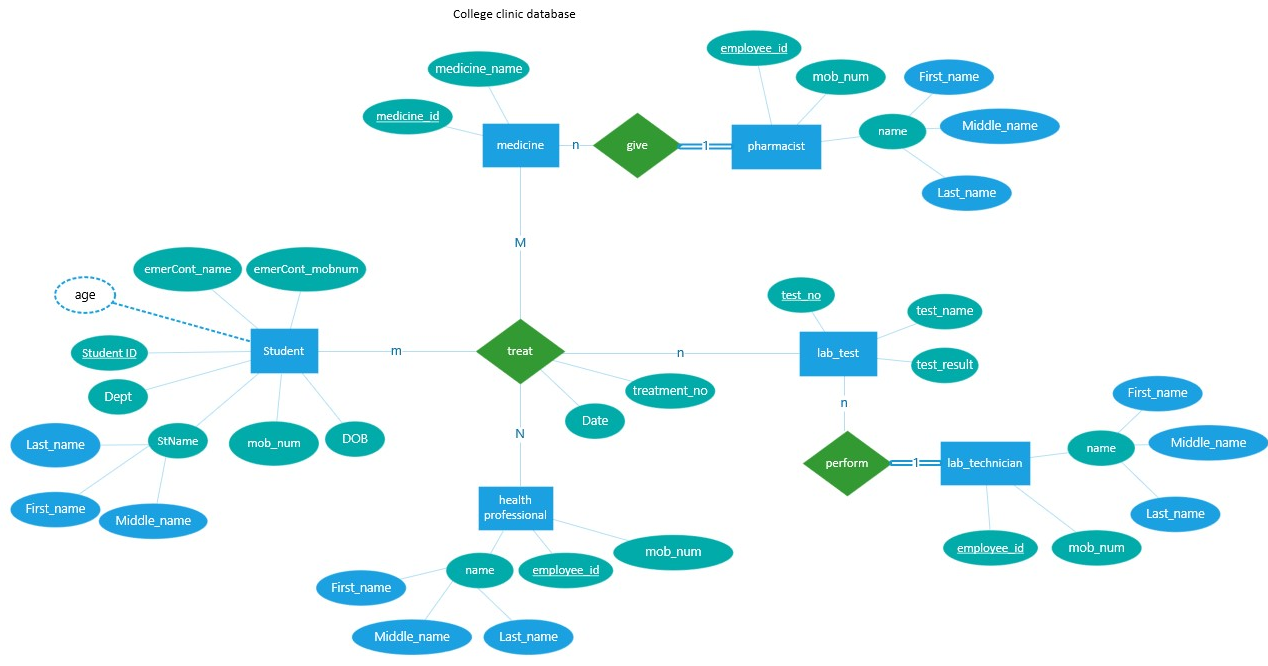 College clinic database
employee_id
medicine_name
mob_num
First_name
medicine_id
Middle_name
name
medicine
n
give
1
pharmacist
Last_name
M
emerCont_name
emerCont_mobnum
age
test_no
test_name
Student ID
Student
m
treat
n
lab_test
test_result
Dept
treatment_no
Date
First_name
n
Last_name
StName
mob_num
DOB
N
name
Middle_name
perform
1
lab_technician
First_name
Middle_name
health
professional
Last_name
employee_id
mob_num
mob_num
name
employee_id
First_name
Middle_name
Last_name